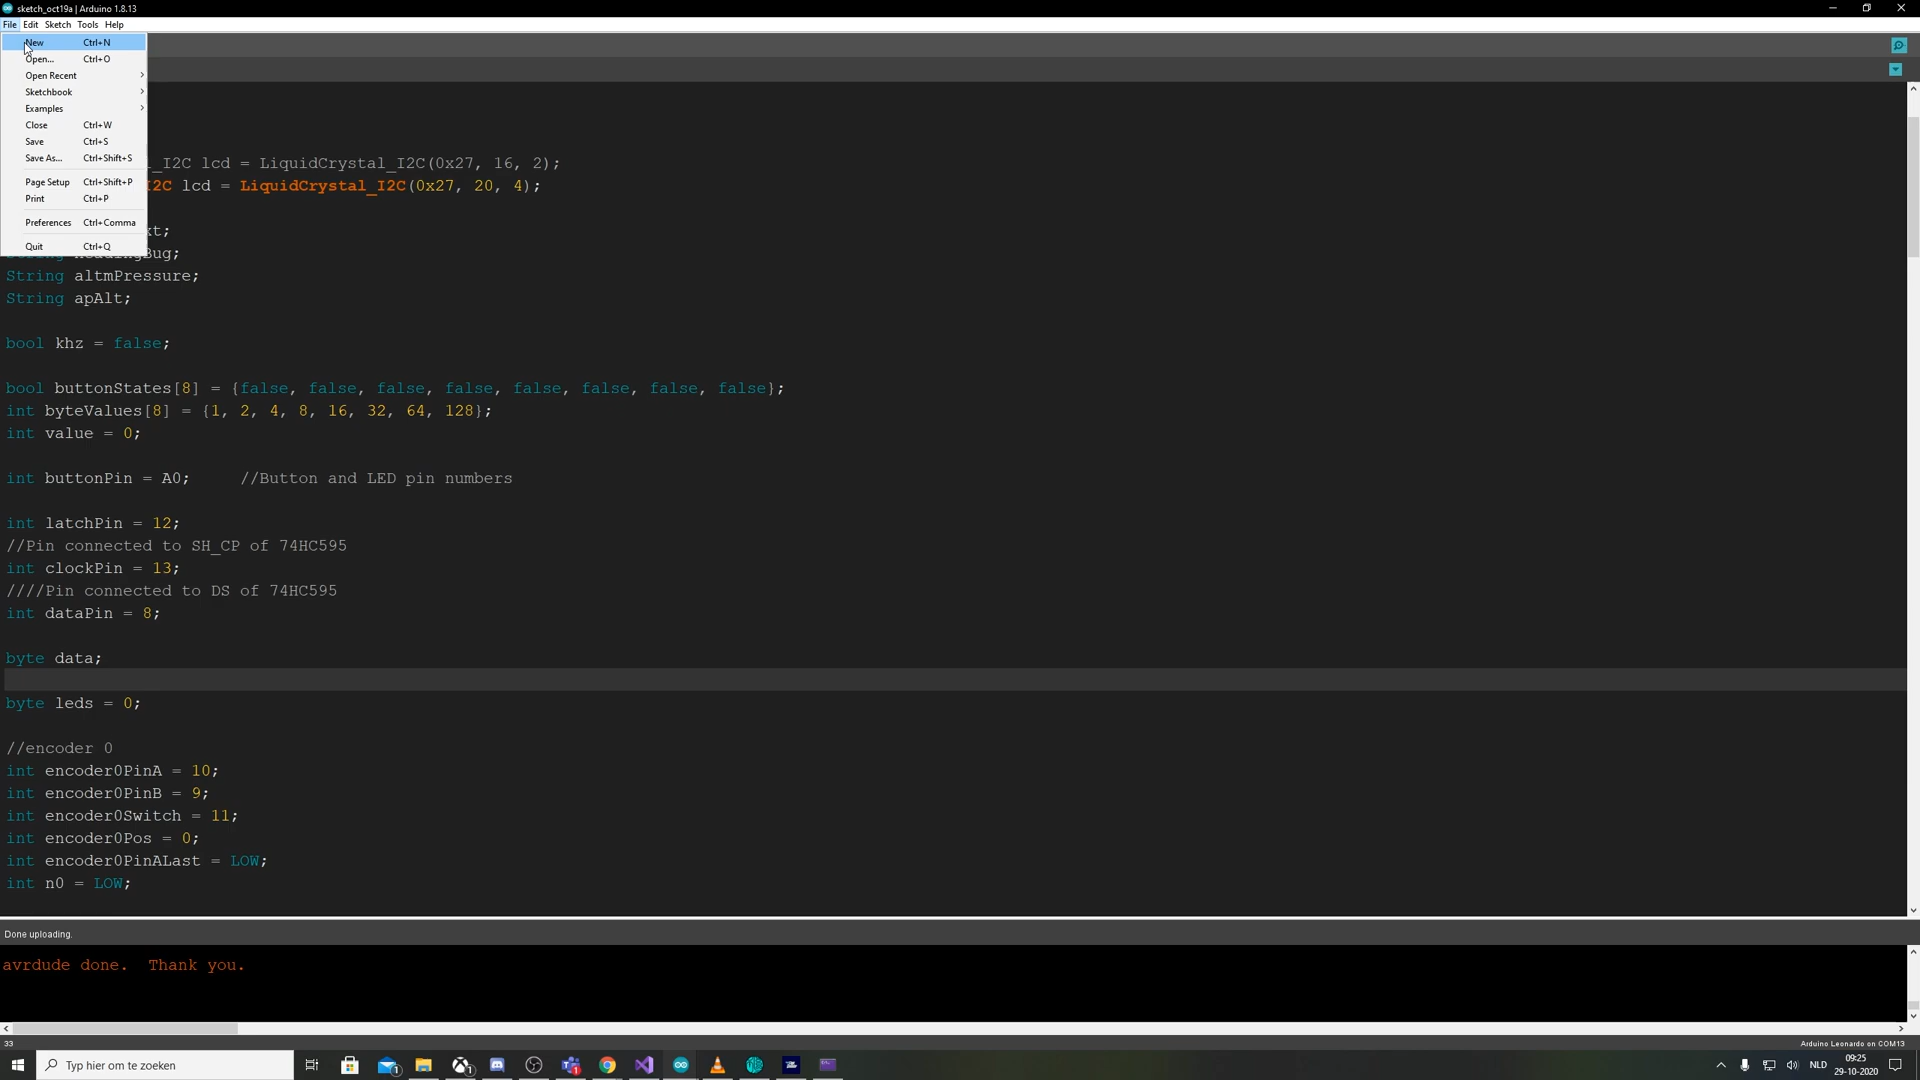 sketch_oct19a | Arduino 1.8.13
File Edit Sketch Tools Help
New Ctrl+N
Open... Ctrl+O
Open Recent
Sketchbook
Examples
Close Ctrl+W
Save Ctrl+S
Save As... Ctrl+Shift+S
Page Setup Ctrl+Shift+P
Print Ctrl+P
Preferences Ctrl+Comma
Quit Ctrl+Q
_I2C lcd = LiquidCrystal_I2C(0x27, 16, 2);
I2C lcd = LiquidCrystal_I2C(0x27, 20, 4);
xt;
String headingBug;
String altmPressure;
String apAlt;
bool khz = false;
bool buttonStates[8] = {false, false, false, false, false, false, false, false};
int byteValues[8] = {1, 2, 4, 8, 16, 32, 64, 128};
int value = 0;
int buttonPin = A0; //Button and LED pin numbers
int latchPin = 12;
//Pin connected to SH_CP of 74HC595
int clockPin = 13;
////Pin connected to DS of 74HC595
int dataPin = 8;
byte data;
byte leds = 0;
//encoder 0
int encoder0PinA = 10;
int encoder0PinB = 9;
int encoder0Switch = 11;
int encoder0Pos = 0;
int encoder0PinALast = LOW;
int n0 = LOW;
Done uploading.
avrdude done. Thank you.
33
Arduino Leonardo on COM13
Typ hier om te zoeken
NLD
09:25
29-10-2020